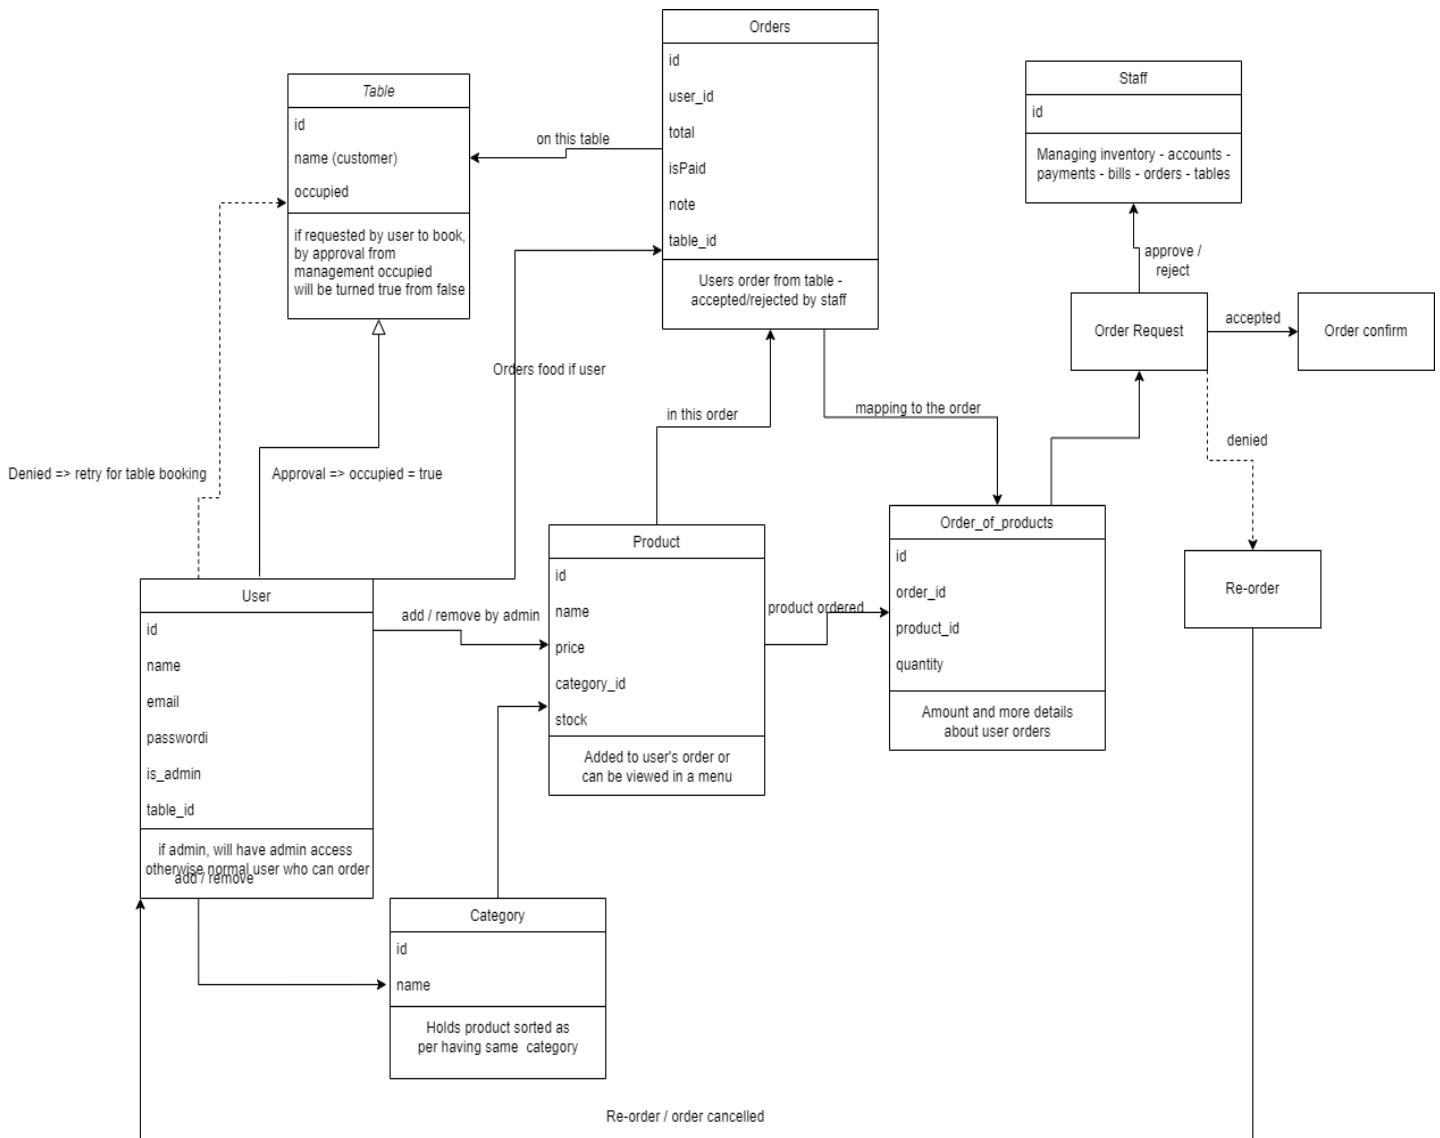 Orders
id
user_id
total
isPaid
note
table_id
Users order from table -
accepted/rejected by staff
Table
id
name (customer)
occupied
if requested by user to book,
by approval from
management occupied
will be turned true from false
on this table
Staff
id
Managing inventory - accounts -
payments - bills - orders - tables
approve /
reject
Order Request
accepted
Order confirm
denied
Re-order
Orders food if user
in this order
mapping to the order
Denied => retry for table booking
Approval => occupied = true
User
id
name
email
passwordi
is_admin
table_id
if admin, will have admin access
otherwise normal user who can order
add / remove
add / remove by admin
Product
id
name
price
category_id
stock
Added to user's order or
can be viewed in a menu
product ordered
Order_of_products
id
order_id
product_id
quantity
Amount and more details
about user orders
Category
id
name
Holds product sorted as
per having same  category
Re-order / order cancelled